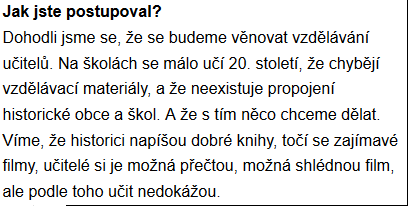 Jak jste postupoval?
Dohodli jsme se, že se budeme věnovat vzdělávání
učitelů. Na školách se málo učí 20. století, že chybějí
vzdělávací materiály, a že neexistuje propojení
historické obce a škol. A že s tím něco chceme dělat.
Víme, že historici napíšou dobré knihy, točí se zajímavé
filmy, učitelé si je možná přečtou, možná shlédnou film,
ale podle toho učit nedokážou.